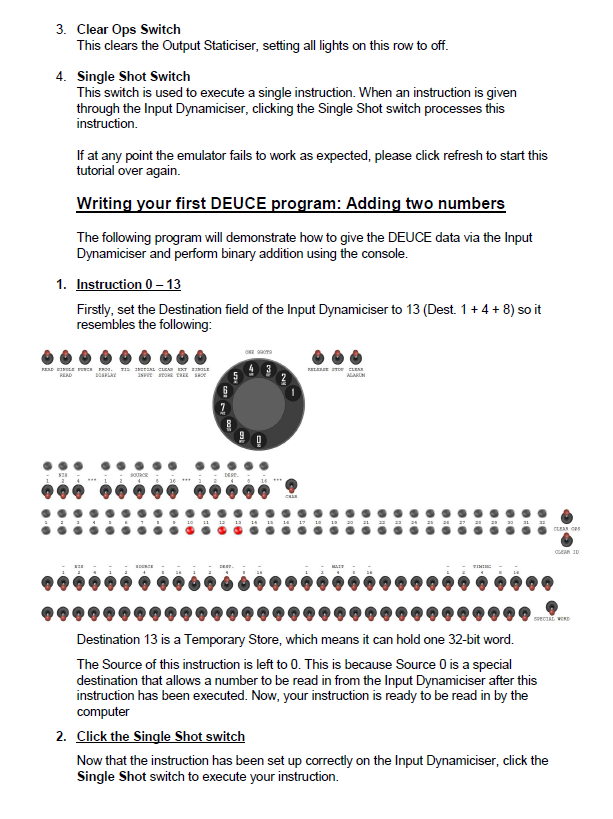 3. Clear Ops Switch
This clears the Output Staticiser, setting all lights on this row to off.
4. Single Shot Switch
This switch is used to execute a single instruction. When an instruction is given
through the Input Dynamiciser, clicking the Single Shot switch processes this
instruction.
If at any point the emulator fails to work as expected, please click refresh to start this
tutorial over again.
Writing your first DEUCE program: Adding two numbers
The following program will demonstrate how to give the DEUCE data via the Input
Dynamiciser and perform binary addition using the console.
1. Instruction 0 – 13
Firstly, set the Destination field of the Input Dynamiciser to 13 (Dest. 1 + 4 + 8) so it
resembles the following:
ONE SHOTS
READ SINGLE PUNCH PROG. TIL INITIAL CLEAR EXT SINGLE
READ DISPLAY INPUT STORE TREE SHOT
RELEASE STOP CLEAR
ALARUM
5 4 3 2 1
6
7
8
9 0
- NIS - - - SOURCE - - - - DEST. - -
1 2 4 *** 1 2 4 8 16 *** 1 2 4 8 16 ***
CHAN
1 2 3 4 5 6 7 8 9 10 11 12 13 14 15 16 17 18 19 20 21 22 23 24 25 26 27 28 29 30 31 32
CLEAR OPS
CLEAR ID
- NIS - - - SOURCE - - - - DEST. - - - - WAIT - - - - TIMING - -
1 2 4 1 2 4 8 16 1 2 4 8 16 1 2 4 8 16 1 2 4 8 16
SPECIAL WORD
Destination 13 is a Temporary Store, which means it can hold one 32-bit word.
The Source of this instruction is left to 0. This is because Source 0 is a special
destination that allows a number to be read in from the Input Dynamiciser after this
instruction has been executed. Now, your instruction is ready to be read in by the
computer
2. Click the Single Shot switch
Now that the instruction has been set up correctly on the Input Dynamiciser, click the
Single Shot switch to execute your instruction.